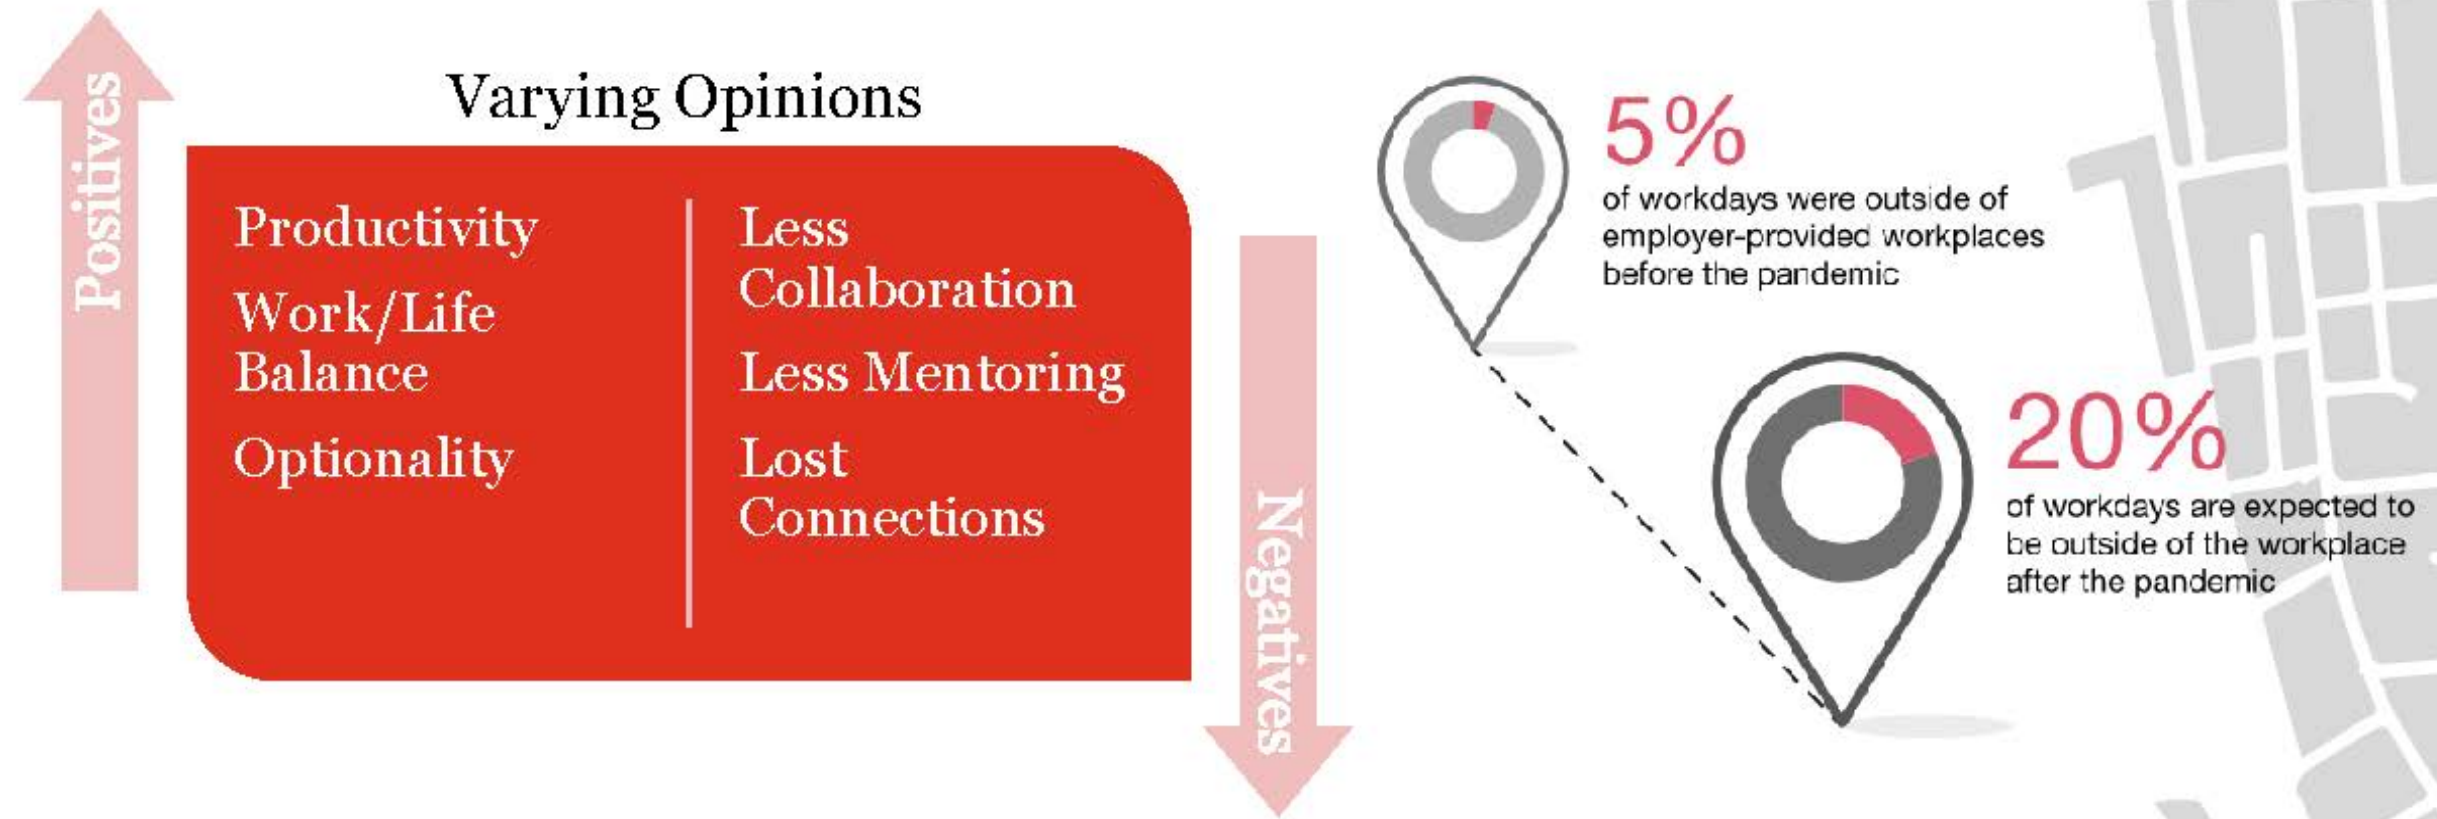 Positives
Varying Opinions
Productivity
Work/Life
Balance
Optionality
Less
Collaboration
Less Mentoring
Lost
Connections
Negatives
5%
of workdays were outside of
employer-provided workplaces
before the pandemic
20%
of workdays are expected to
be outside of the workplace
after the pandemic